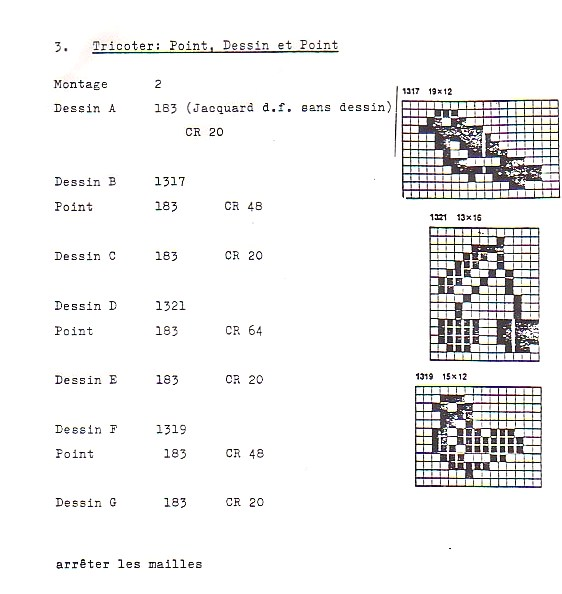 3. Tricoter: Point, Dessin et Point
Montage 2
Dessin A 183 (Jacquard d.f. sans dessin)
CR 20
1317 19×12
Dessin B 1317
Point 183 CR 48
1321 13×16
Dessin C 183 CR 20
Dessin D 1321
Point 183 CR 64
1319 15×12
Dessin E 183 CR 20
Dessin F 1319
Point 183 CR 48
Dessin G 183 CR 20
arrêter les mailles